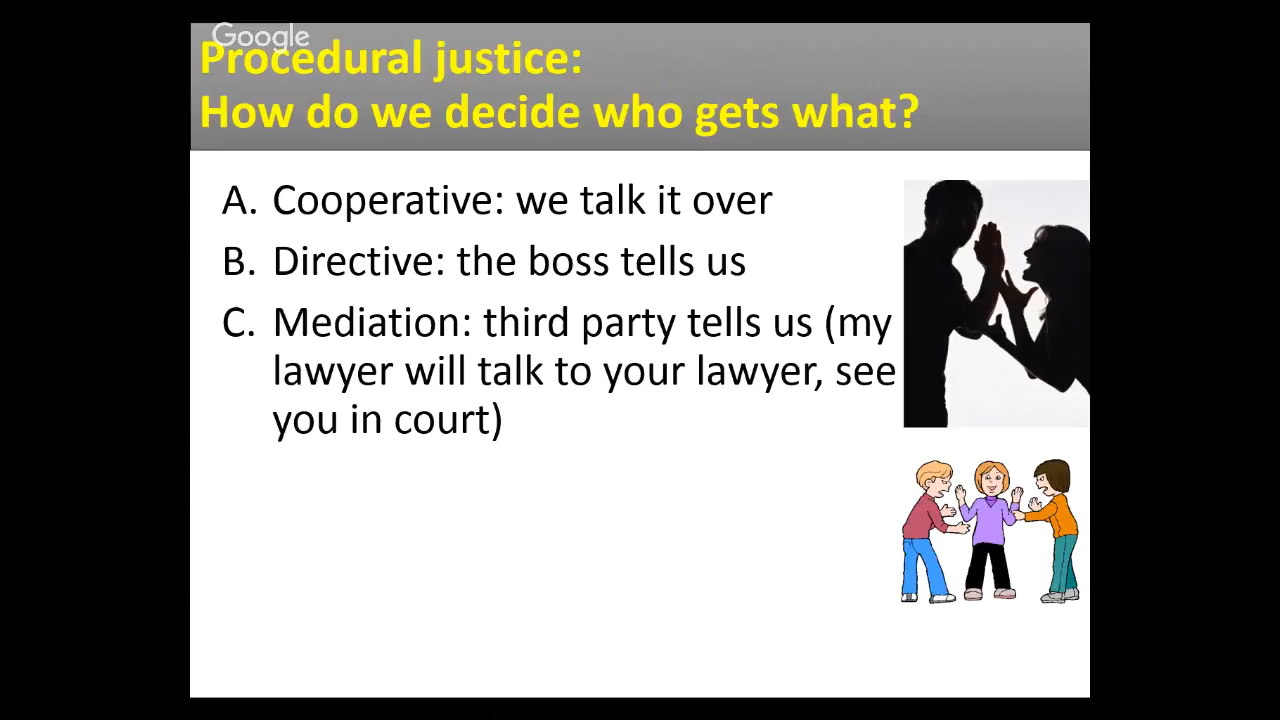 Google
Procedural justice:
How do we decide who gets what?
A. Cooperative: we talk it over
B. Directive: the boss tells us
C. Mediation: third party tells us (my
lawyer will talk to your lawyer, see
you in court)